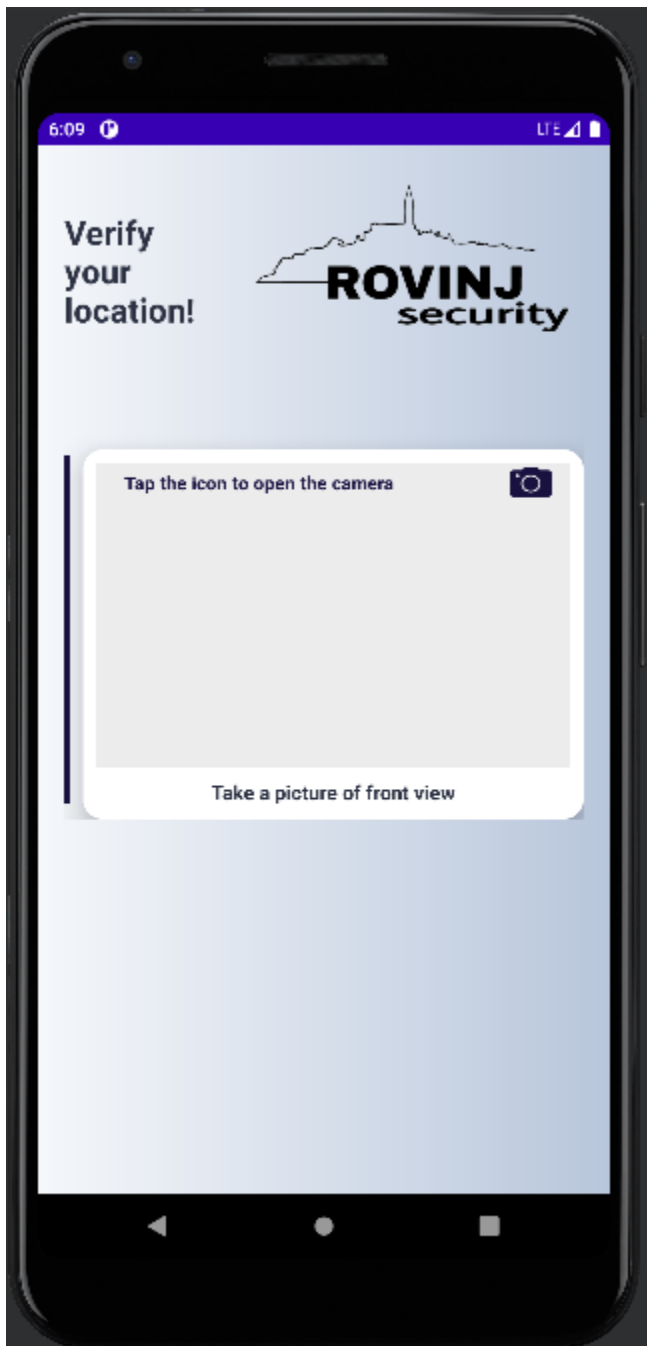 6:09
LTE
Verify
your
location!
ROVINJ
security
Tap the icon to open the camera
Take a picture of front view